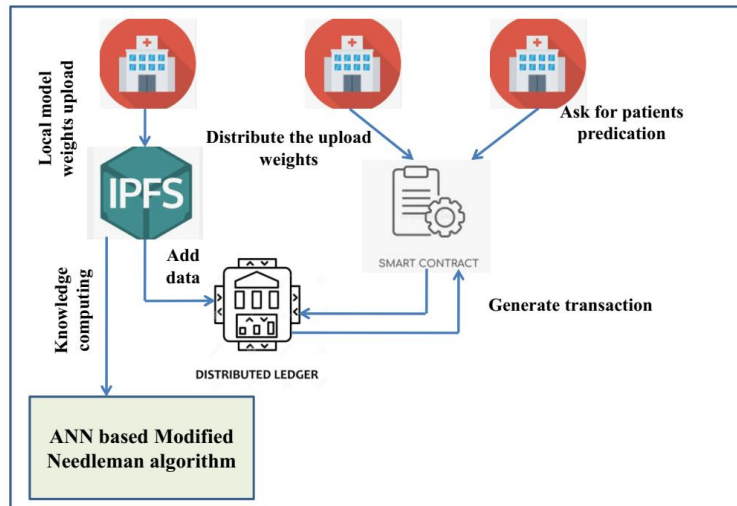 Local model
weights upload
Distribute the upload
weights
Ask for patients
predication
IPFS
SMART CONTRACT
Add
data
Knowledge
computing
Generate transaction
DISTRIBUTED LEDGER
ANN based Modified
Needleman algorithm